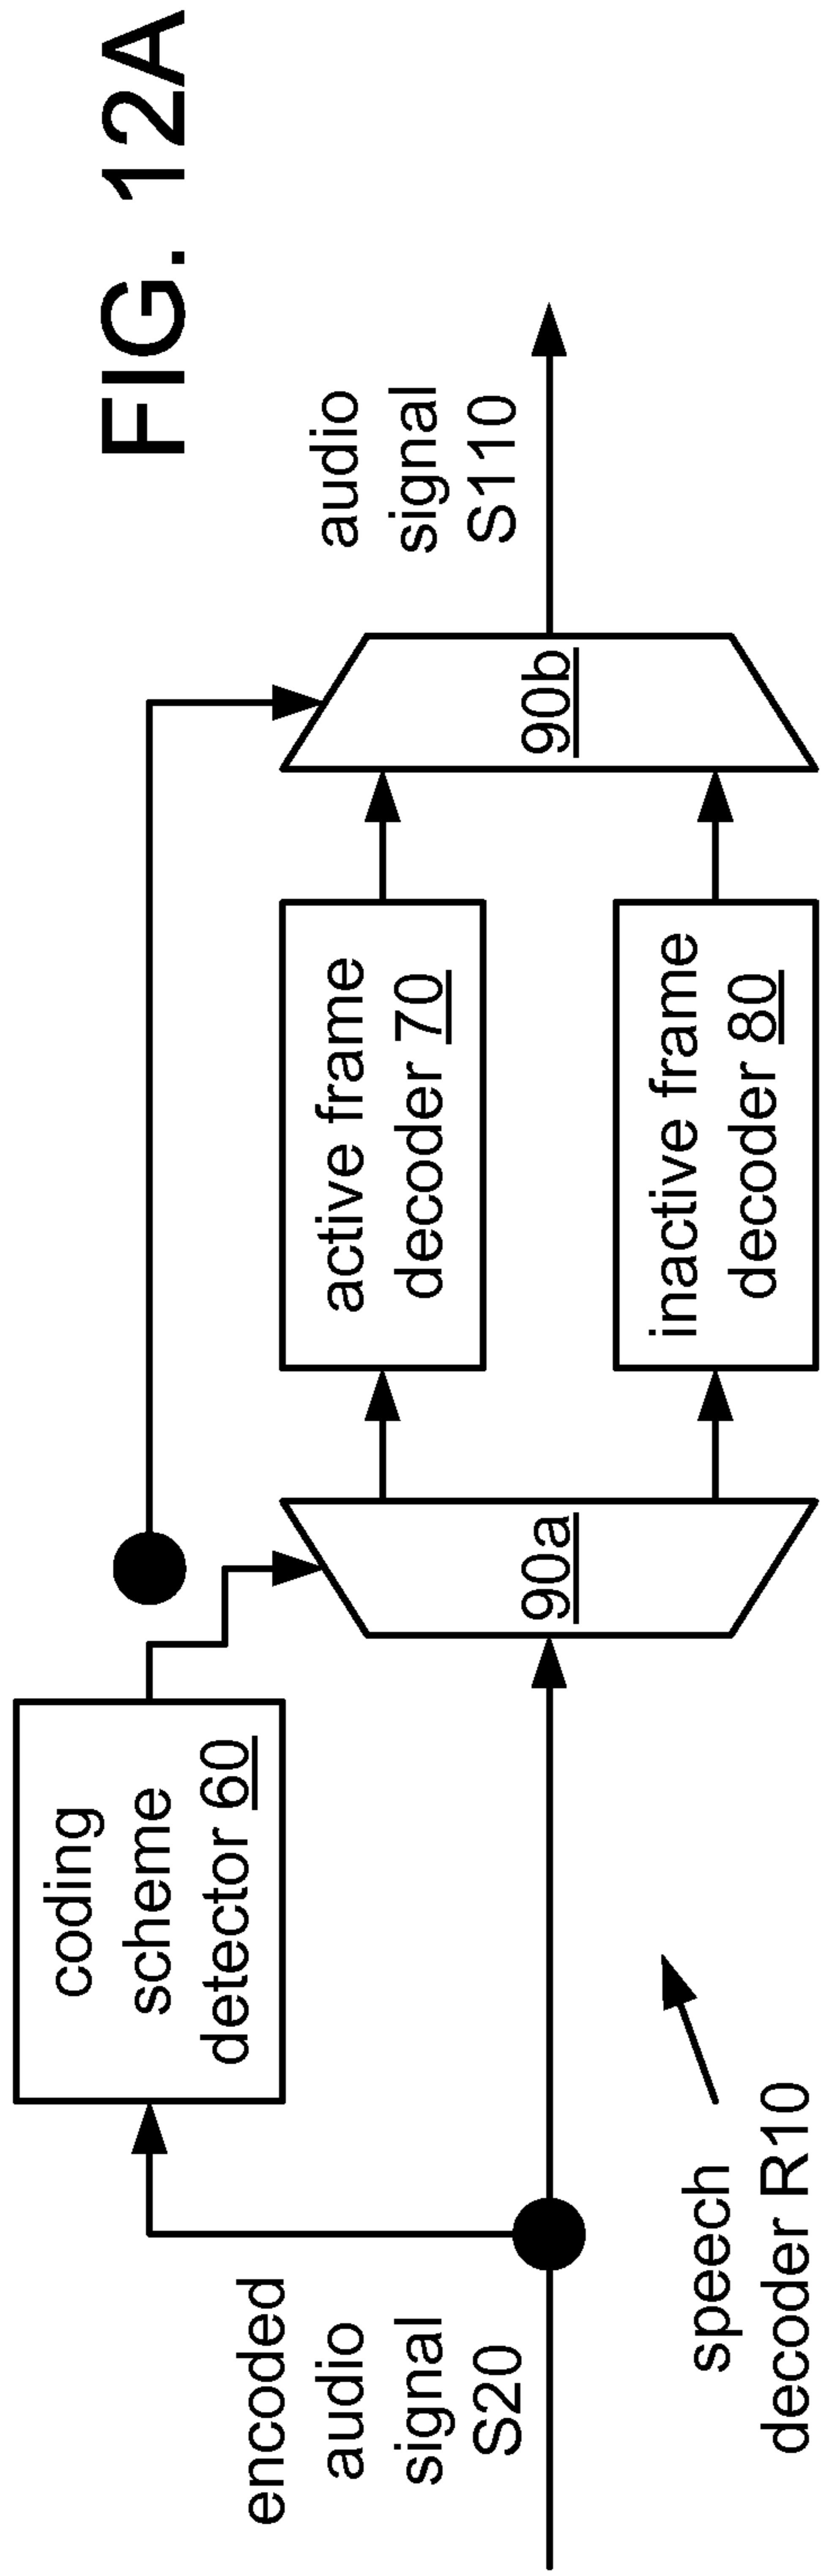 FIG. 12A
coding
scheme
detector 60
encoded
audio
signal
S20
90a
active frame
decoder 70
inactive frame
decoder 80
90b
audio
signal
S110
speech
decoder R10